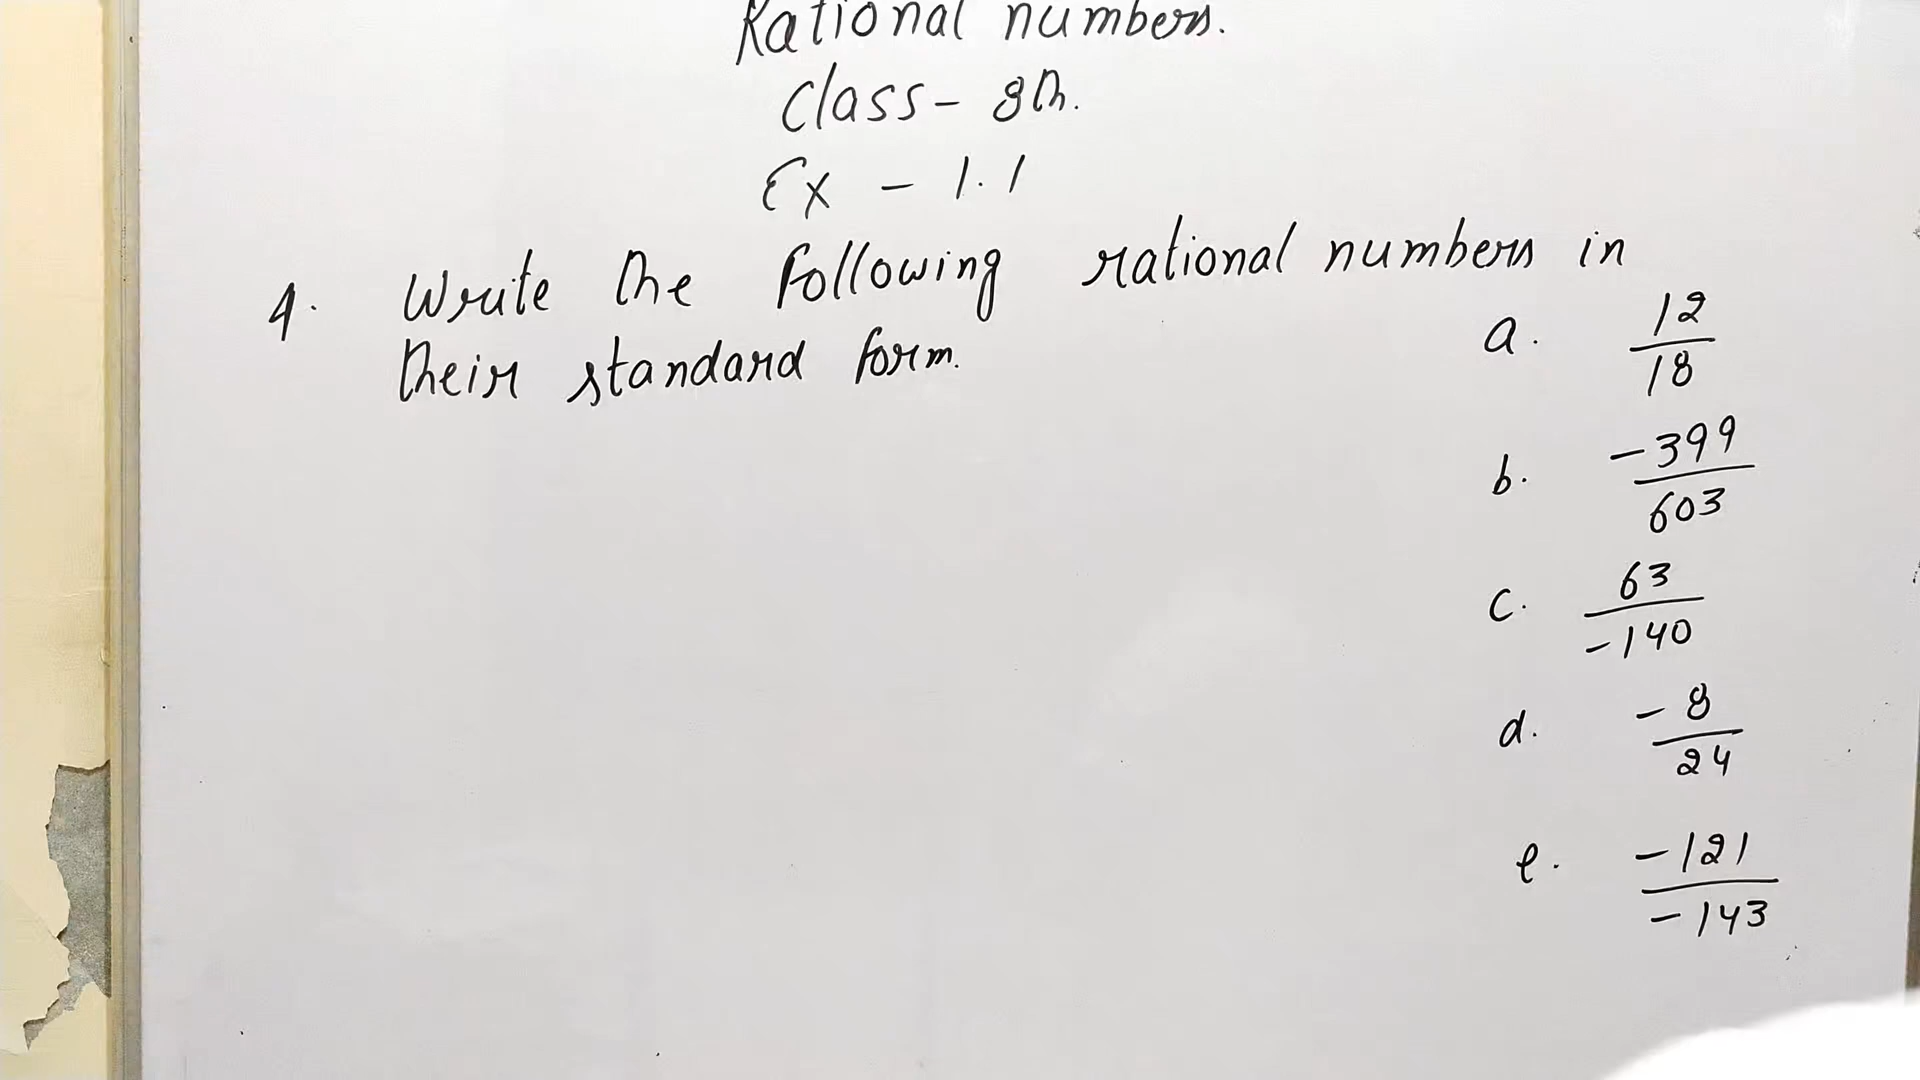 Rational numbers.
Class - 8th.
Ex - 1.1
4. Write the following rational numbers in
their standard form.
a. 12/18
b. -399/603
c. 63/-140
d. -8/24
e. -121/-143